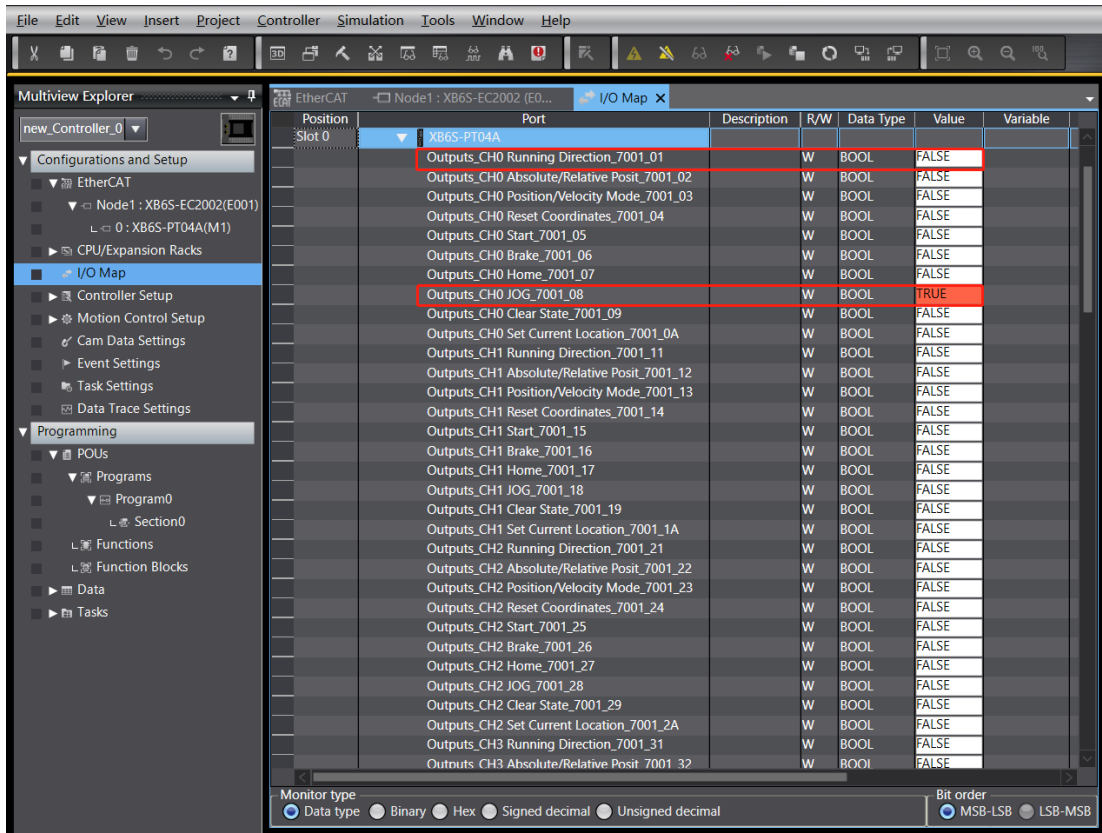 File Edit View Insert Project Controller Simulation Tools Window Help
Multiview Explorer
new_Controller_0
Configurations and Setup
EtherCAT
Node1 : XB6S-EC2002(E001)
0 : XB6S-PT04A(M1)
CPU/Expansion Racks
I/O Map
Controller Setup
Motion Control Setup
Cam Data Settings
Event Settings
Task Settings
Data Trace Settings
Programming
POUs
Programs
Program0
Section0
Functions
Function Blocks
Data
Tasks
EtherCAT Node1 : XB6S-EC2002 (E0... I/O Map
Position Port Description R/W Data Type Value Variable
Slot 0 XB6S-PT04A
Outputs_CH0 Running Direction_7001_01 W BOOL FALSE
Outputs_CH0 Absolute/Relative Posit_7001_02 W BOOL FALSE
Outputs_CH0 Position/Velocity Mode_7001_03 W BOOL FALSE
Outputs_CH0 Reset Coordinates_7001_04 W BOOL FALSE
Outputs_CH0 Start_7001_05 W BOOL FALSE
Outputs_CH0 Brake_7001_06 W BOOL FALSE
Outputs_CH0 Home_7001_07 W BOOL FALSE
Outputs_CH0 JOG_7001_08 W BOOL TRUE
Outputs_CH0 Clear State_7001_09 W BOOL FALSE
Outputs_CH0 Set Current Location_7001_0A W BOOL FALSE
Outputs_CH1 Running Direction_7001_11 W BOOL FALSE
Outputs_CH1 Absolute/Relative Posit_7001_12 W BOOL FALSE
Outputs_CH1 Position/Velocity Mode_7001_13 W BOOL FALSE
Outputs_CH1 Reset Coordinates_7001_14 W BOOL FALSE
Outputs_CH1 Start_7001_15 W BOOL FALSE
Outputs_CH1 Brake_7001_16 W BOOL FALSE
Outputs_CH1 Home_7001_17 W BOOL FALSE
Outputs_CH1 JOG_7001_18 W BOOL FALSE
Outputs_CH1 Clear State_7001_19 W BOOL FALSE
Outputs_CH1 Set Current Location_7001_1A W BOOL FALSE
Outputs_CH2 Running Direction_7001_21 W BOOL FALSE
Outputs_CH2 Absolute/Relative Posit_7001_22 W BOOL FALSE
Outputs_CH2 Position/Velocity Mode_7001_23 W BOOL FALSE
Outputs_CH2 Reset Coordinates_7001_24 W BOOL FALSE
Outputs_CH2 Start_7001_25 W BOOL FALSE
Outputs_CH2 Brake_7001_26 W BOOL FALSE
Outputs_CH2 Home_7001_27 W BOOL FALSE
Outputs_CH2 JOG_7001_28 W BOOL FALSE
Outputs_CH2 Clear State_7001_29 W BOOL FALSE
Outputs_CH2 Set Current Location_7001_2A W BOOL FALSE
Outputs_CH3 Running Direction_7001_31 W BOOL FALSE
Outputs_CH3 Absolute/Relative Posit_7001_32 W BOOL FALSE
Monitor type
Data type Binary Hex Signed decimal Unsigned decimal
Bit order
MSB-LSB LSB-MSB